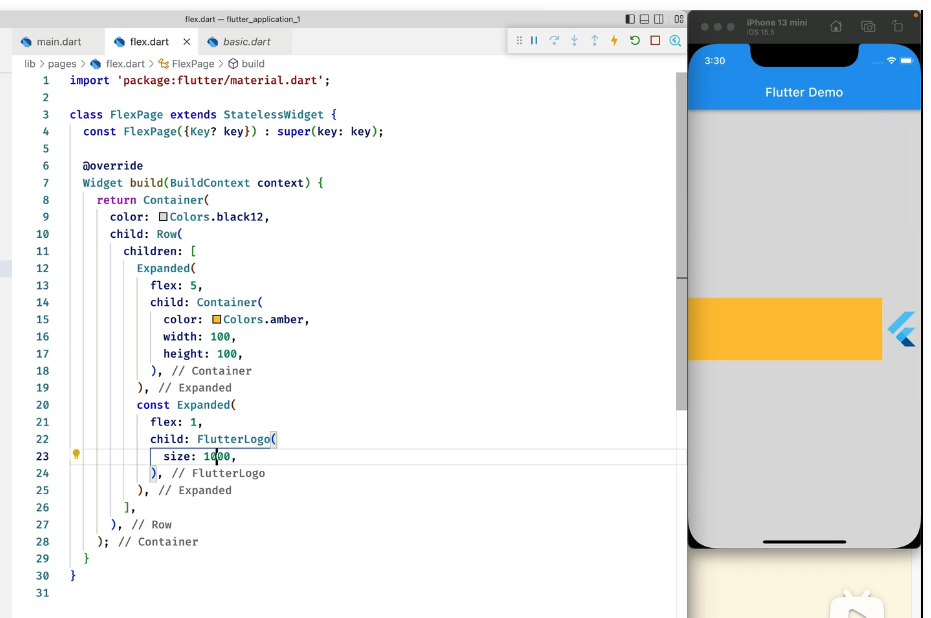 flex.dart — flutter_application_1
main.dart
flex.dart
basic.dart
lib > pages > flex.dart > FlexPage > build
1 import 'package:flutter/material.dart';
2
3 class FlexPage extends StatelessWidget {
4 const FlexPage({Key? key}) : super(key: key);
5
6 @override
7 Widget build(BuildContext context) {
8 return Container(
9 color: Colors.black12,
10 child: Row(
11 children: [
12 Expanded(
13 flex: 5,
14 child: Container(
15 color: Colors.amber,
16 width: 100,
17 height: 100,
18 ), // Container
19 ), // Expanded
20 const Expanded(
21 flex: 1,
22 child: FlutterLogo(
23 size: 1000,
24 ), // FlutterLogo
25 ), // Expanded
26 ],
27 ), // Row
28 ); // Container
29 }
30 }
31
iPhone 13 mini
iOS 15.5
3:30
Flutter Demo